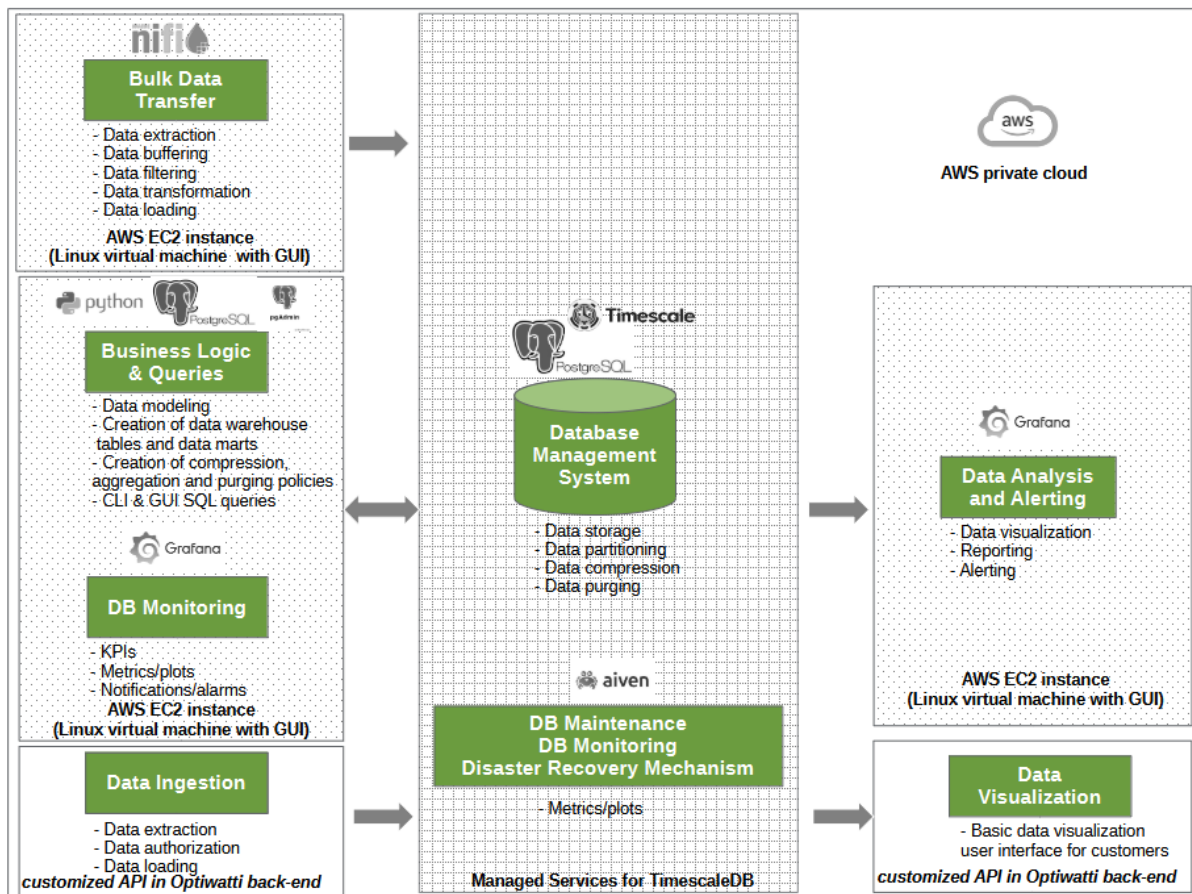 nifi
Bulk Data
Transfer
- Data extraction
- Data buffering
- Data filtering
- Data transformation
- Data loading
AWS EC2 instance
(Linux virtual machine with GUI)
python
PostgreSQL
pgAdmin
Business Logic
& Queries
- Data modeling
- Creation of data warehouse
tables and data marts
- Creation of compression,
aggregation and purging policies
- CLI & GUI SQL queries
Grafana
DB Monitoring
- KPIs
- Metrics/plots
- Notifications/alarms
AWS EC2 instance
(Linux virtual machine with GUI)
Data Ingestion
- Data extraction
- Data authorization
- Data loading
customized API in Optiwatti back-end
Timescale
PostgreSQL
Database
Management
System
- Data storage
- Data partitioning
- Data compression
- Data purging
aiven
DB Maintenance
DB Monitoring
Disaster Recovery Mechanism
- Metrics/plots
Managed Services for TimescaleDB
aws
AWS private cloud
Grafana
Data Analysis
and Alerting
- Data visualization
- Reporting
- Alerting
AWS EC2 instance
(Linux virtual machine with GUI)
Data
Visualization
- Basic data visualization
user interface for customers
customized API in Optiwatti back-end